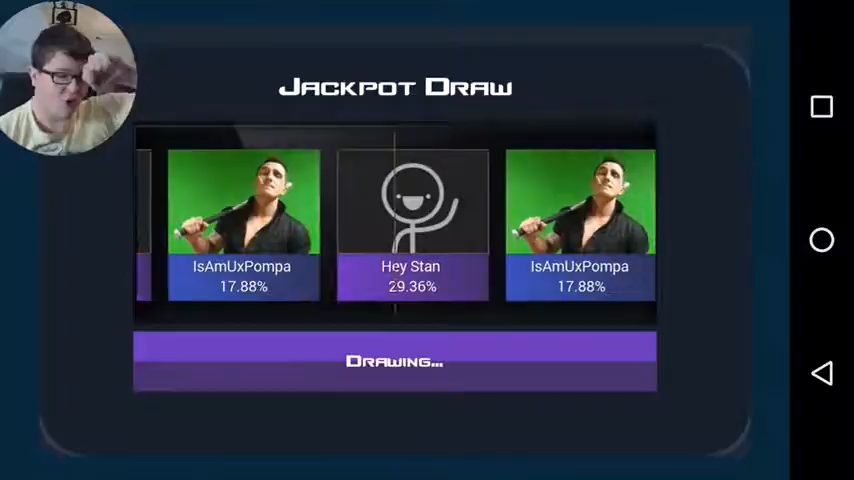 Jackpot Draw
IsAmUxPompa
17.88%
Hey Stan
29.36%
IsAmUxPompa
17.88%
Drawing...